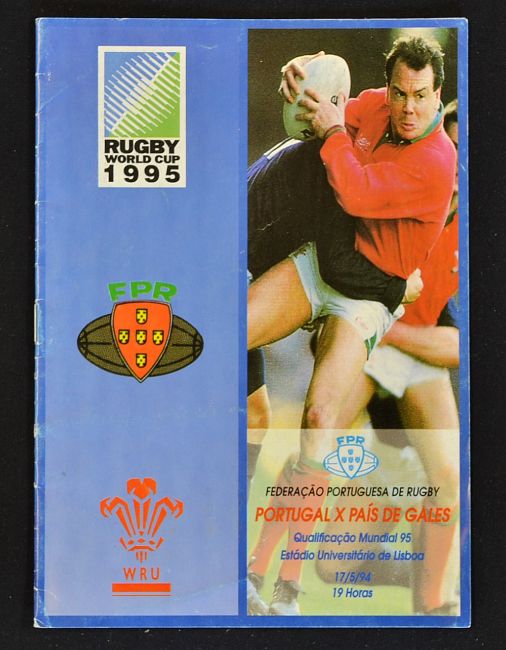 RUGBY
WORLD CUP
1995
FPR
WRU
FPR
FEDERAÇÃO PORTUGUESA DE RUGBY
PORTUGAL X PAÍS DE GALES
Qualificação Mundial 95
Estádio Universitário de Lisboa
17/5/94
19 Horas